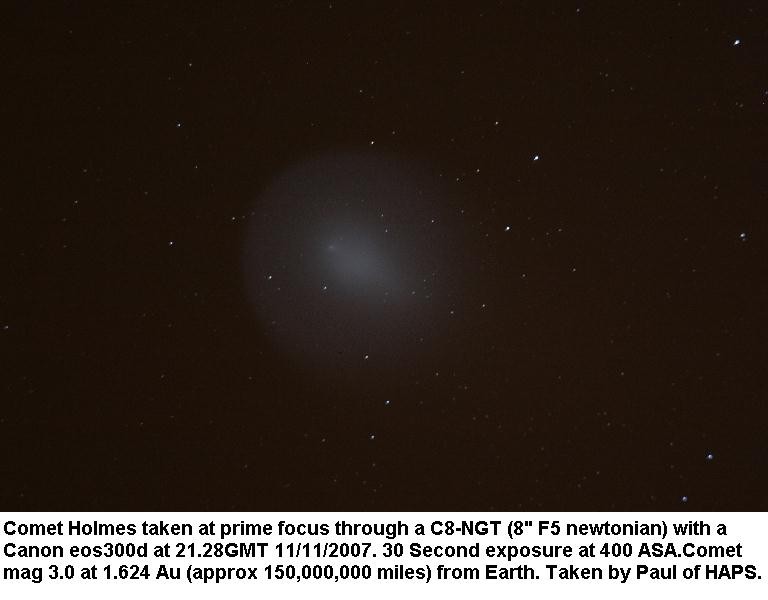 Comet Holmes taken at prime focus through a C8-NGT (8" F5 newtonian) with a
Canon eos300d at 21.28GMT 11/11/2007. 30 Second exposure at 400 ASA.Comet
mag 3.0 at 1.624 Au (approx 150,000,000 miles) from Earth. Taken by Paul of HAPS.